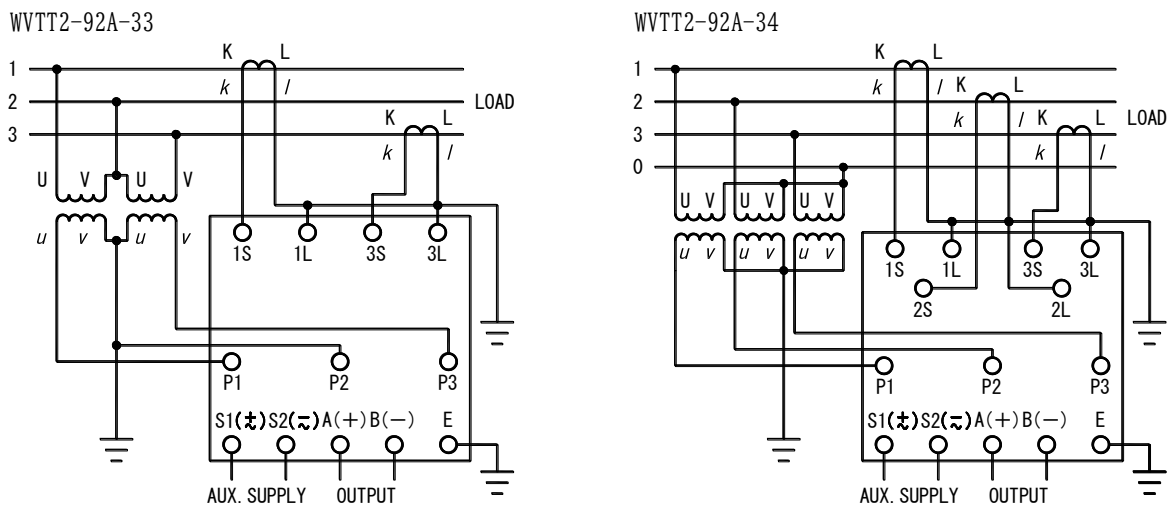 WVTT2-92A-33
K L
1
k l
2 LOAD
K L
3
k l
U V U V
u v u v
1S 1L 3S 3L
P1 P2 P3
S1(±~) S2(∓~) A(+) B(−) E
AUX. SUPPLY OUTPUT
WVTT2-92A-34
K L
1
K L
k l
2 LOAD
K L
k l
3
k l
0
U V U V U V
u v u v u v
1S 1L 3S 3L
2S 2L
P1 P2 P3
S1(±~) S2(∓~) A(+) B(−) E
AUX. SUPPLY OUTPUT